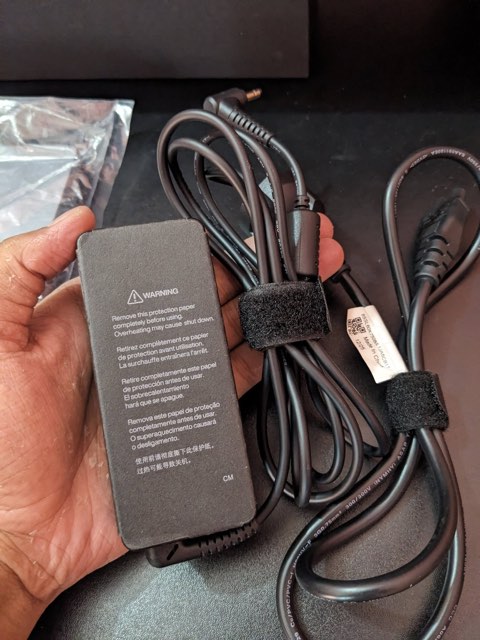 WARNING
Remove this protection paper
completely before using.
Overheating may cause shut down.
Retirez complètement ce papier
de protection avant utilisation.
La surchauffe entraînera l'arrêt.
Retire completamente este papel
de protección antes de usar.
El sobrecalentamiento
hará que se apague.
Remova este papel de proteção
completamente antes de usar.
O superaquecimento causará
o desligamento.
使用前请彻底撕下此保护纸,
过热可能导致关机。
CM
Made in China